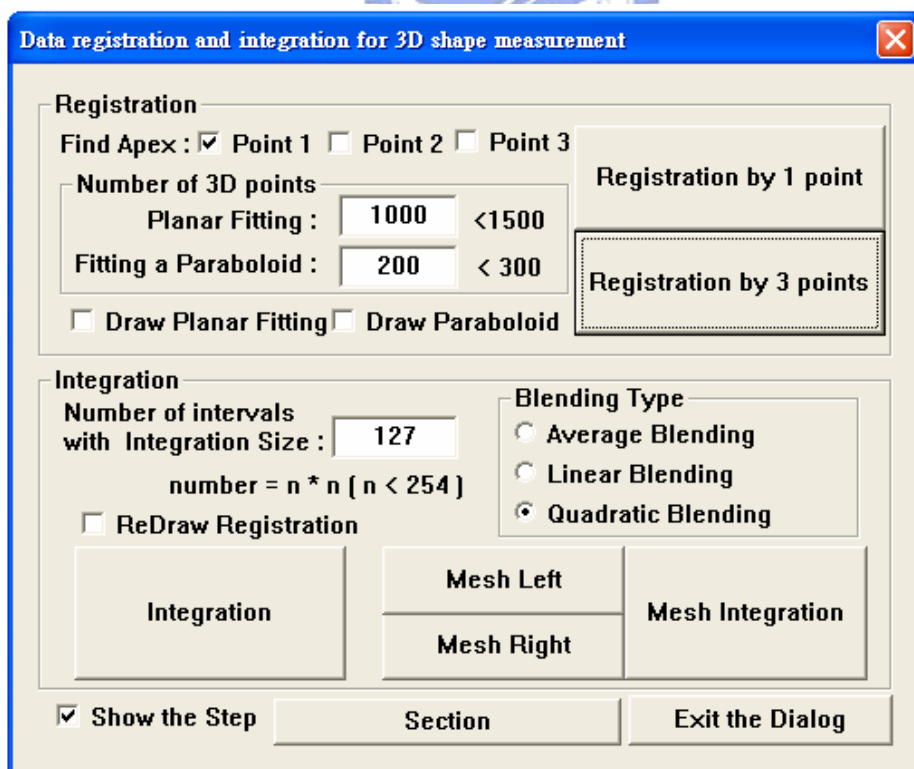 Data registration and integration for 3D shape measurement
Registration
Find Apex : Point 1 Point 2 Point 3
Number of 3D points
Planar Fitting : 1000 <1500
Fitting a Paraboloid : 200 < 300
Draw Planar Fitting Draw Paraboloid
Registration by 1 point
Registration by 3 points
Integration
Number of intervals
with Integration Size : 127
number = n * n ( n < 254 )
ReDraw Registration
Blending Type
Average Blending
Linear Blending
Quadratic Blending
Integration
Mesh Left
Mesh Right
Mesh Integration
Show the Step
Section
Exit the Dialog